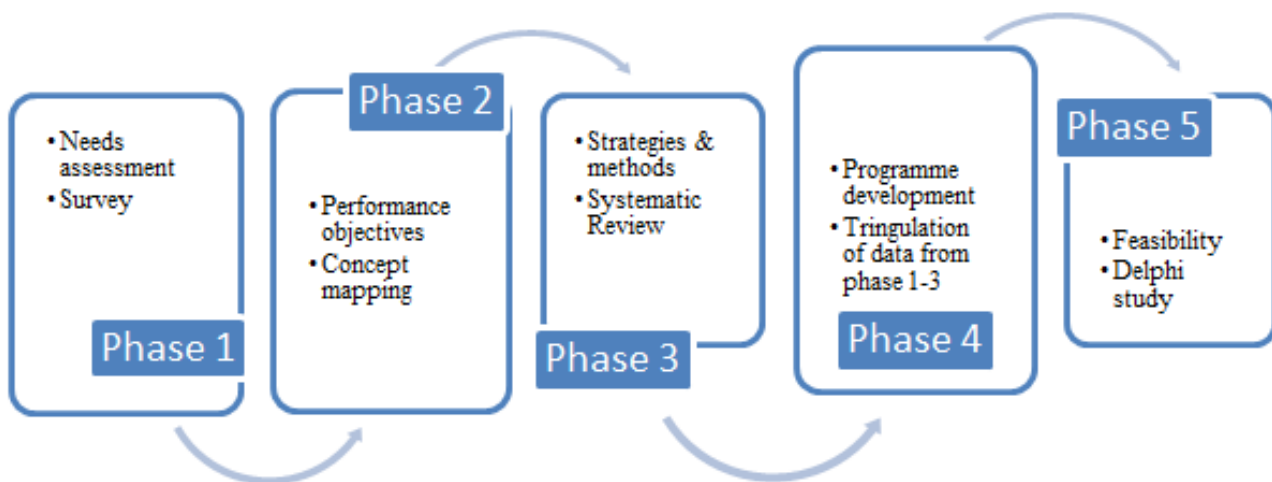 Phase 1
• Needs
assessment
• Survey
Phase 2
• Performance
objectives
• Concept
mapping
Phase 3
• Strategies &
methods
• Systematic
Review
Phase 4
• Programme
development
• Tringulation
of data from
phase 1-3
Phase 5
• Feasibility
• Delphi
study